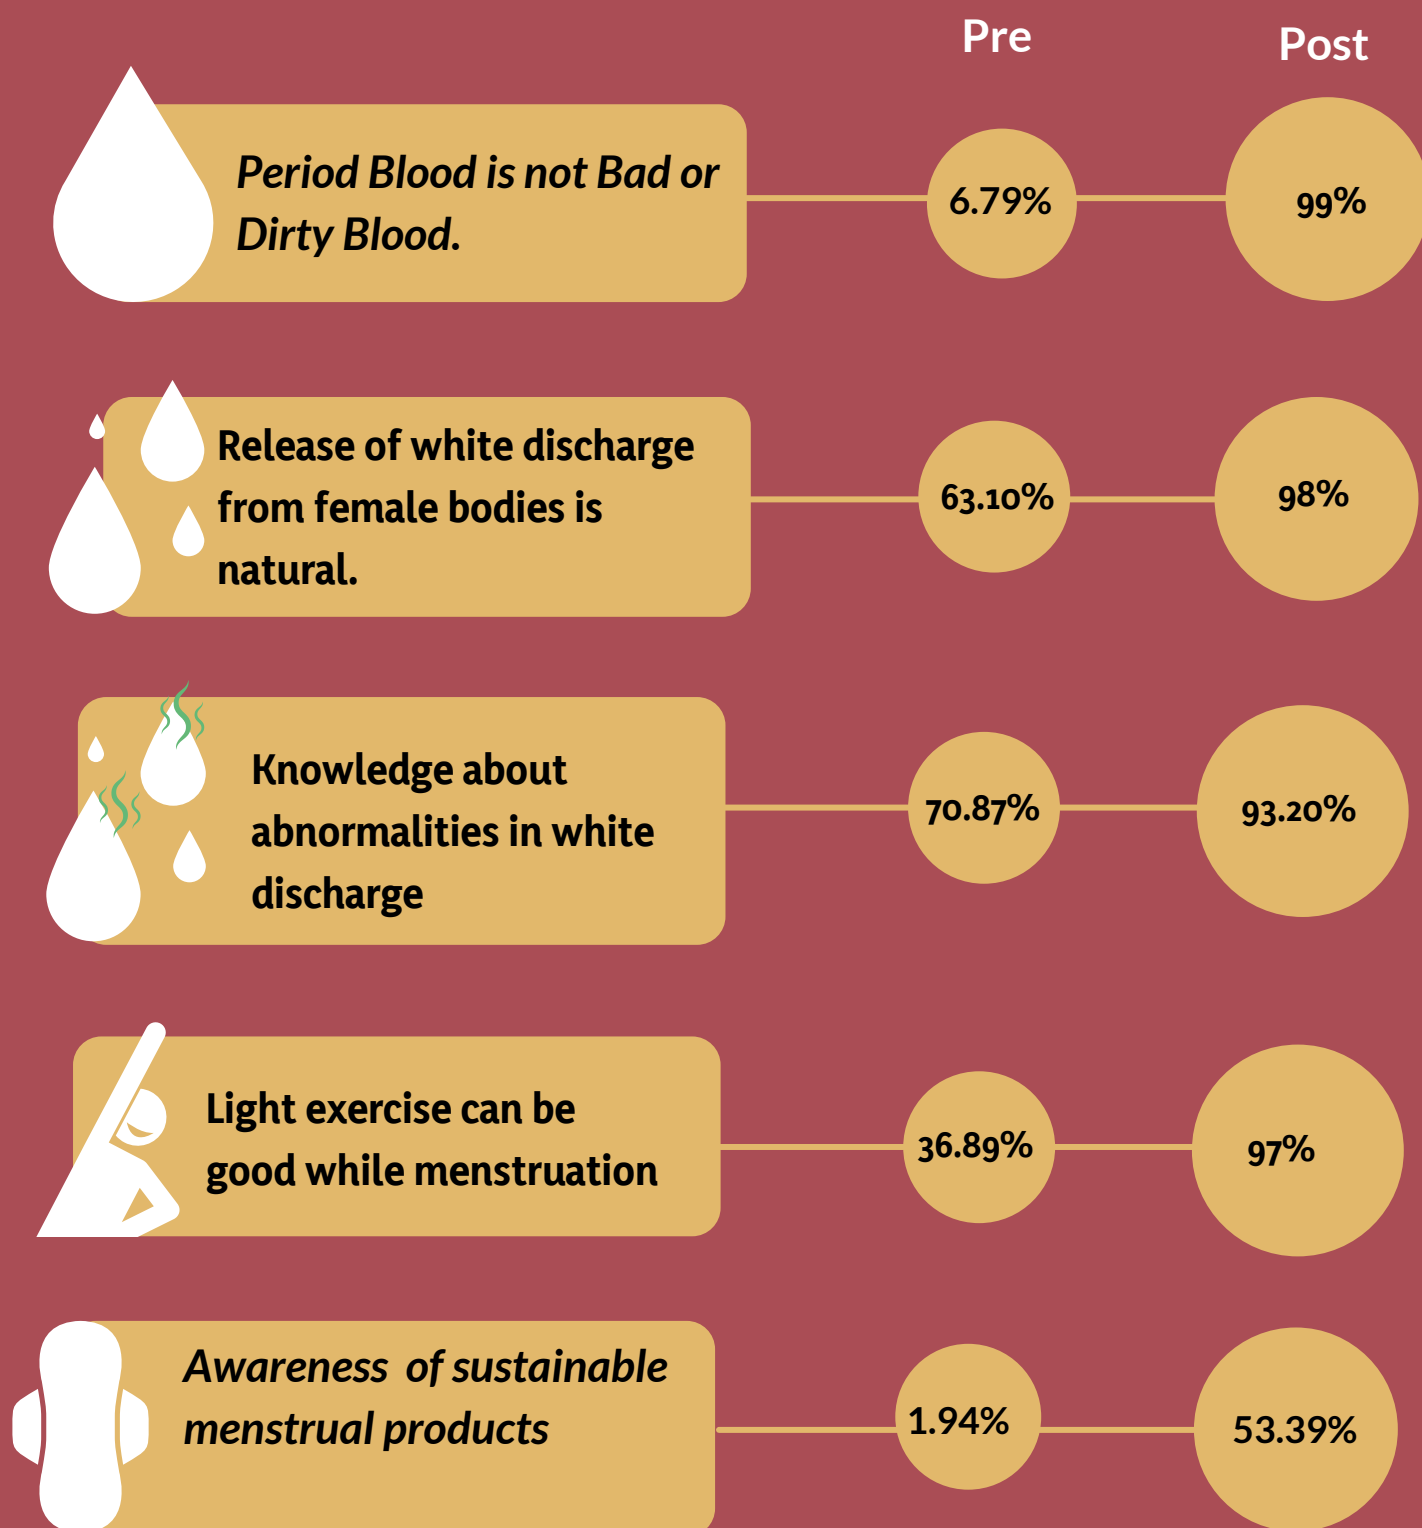 Pre Post
Period Blood is not Bad or
Dirty Blood.
6.79% 99%
Release of white discharge
from female bodies is
natural.
63.10% 98%
Knowledge about
abnormalities in white
discharge
70.87% 93.20%
Light exercise can be
good while menstruation
36.89% 97%
Awareness of sustainable
menstrual products
1.94% 53.39%